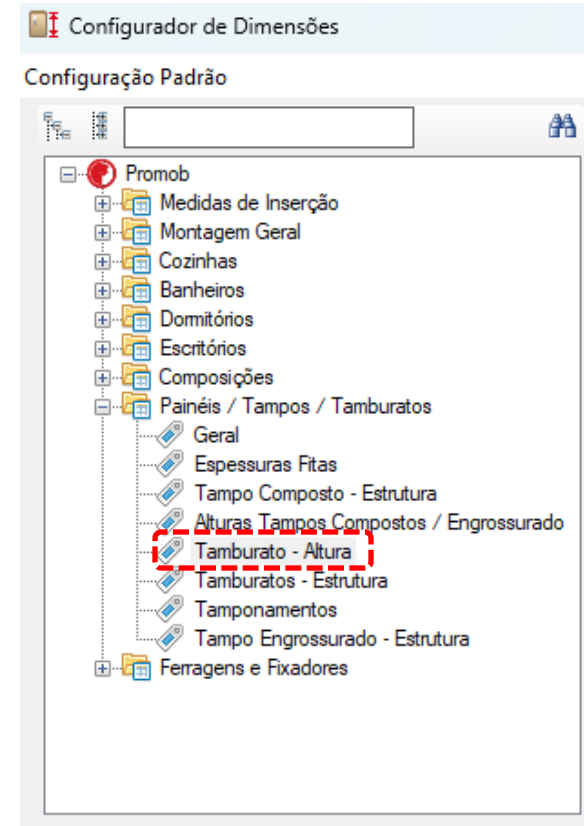 Configurador de Dimensões
Configuração Padrão
Promob
Medidas de Inserção
Montagem Geral
Cozinhas
Banheiros
Dormitórios
Escritórios
Composições
Painéis / Tampos / Tamburatos
Geral
Espessuras Fitas
Tampo Composto - Estrutura
Alturas Tampos Compostos / Engrossurado
Tamburato - Altura
Tamburatos - Estrutura
Tamponamentos
Tampo Engrossurado - Estrutura
Ferragens e Fixadores